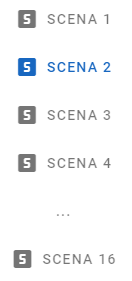 S SCENA 1
S SCENA 2
S SCENA 3
S SCENA 4
...
S SCENA 16